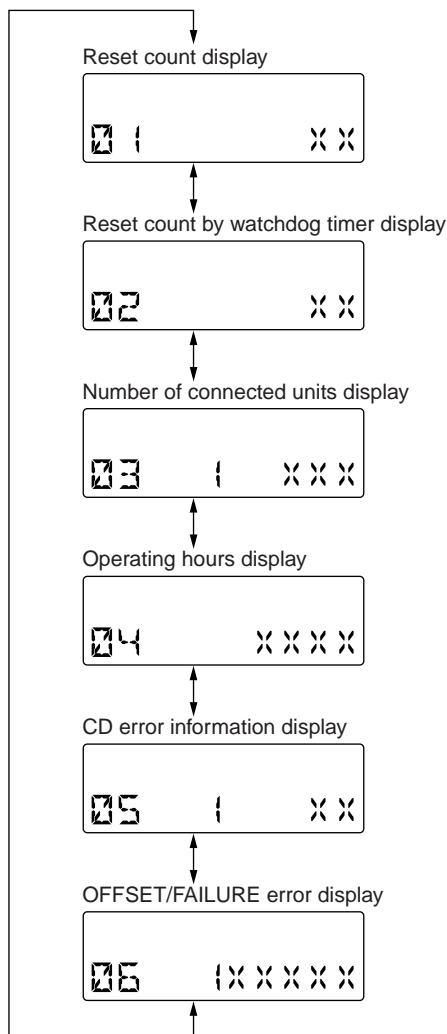 Reset count display
01 XX
Reset count by watchdog timer display
02 XX
Number of connected units display
03 1 XXX
Operating hours display
04 XXXX
CD error information display
05 1 XX
OFFSET/FAILURE error display
06 1XXXXX